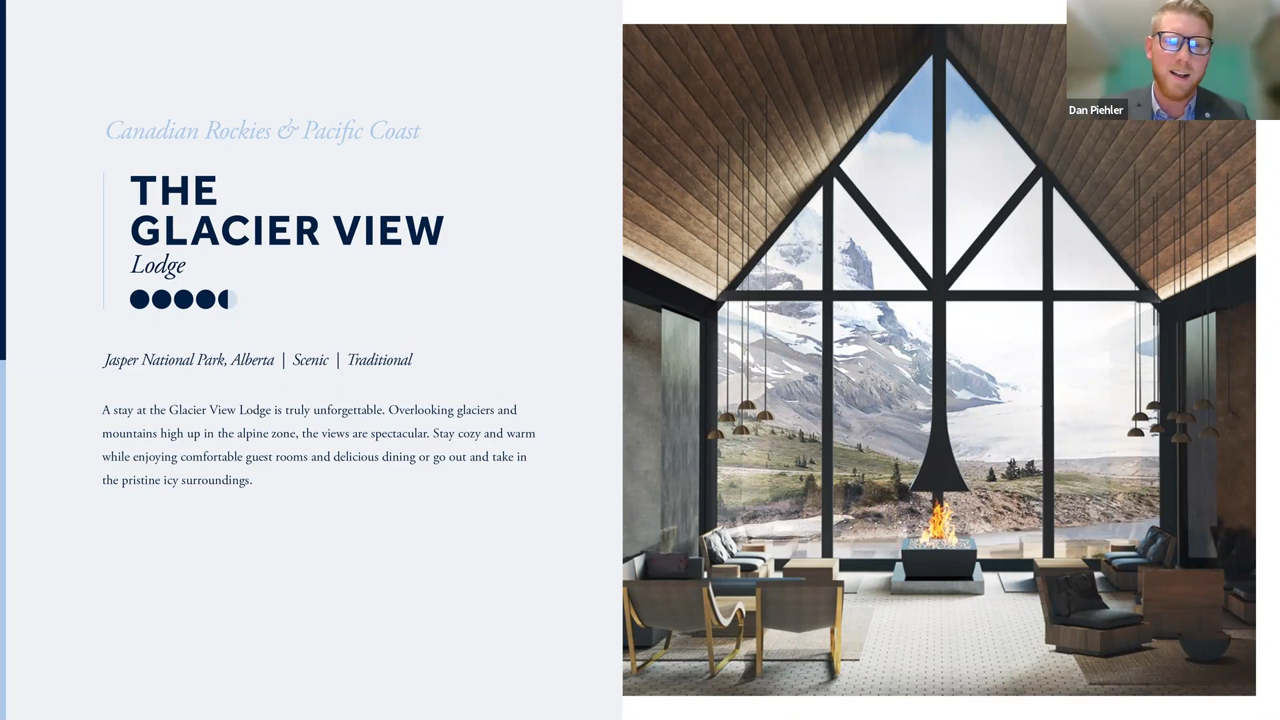 Canadian Rockies & Pacific Coast
THE
GLACIER VIEW
Lodge
Jasper National Park, Alberta | Scenic | Traditional
A stay at the Glacier View Lodge is truly unforgettable. Overlooking glaciers and
mountains high up in the alpine zone, the views are spectacular. Stay cozy and warm
while enjoying comfortable guest rooms and delicious dining or go out and take in
the pristine icy surroundings.
Dan Piehler